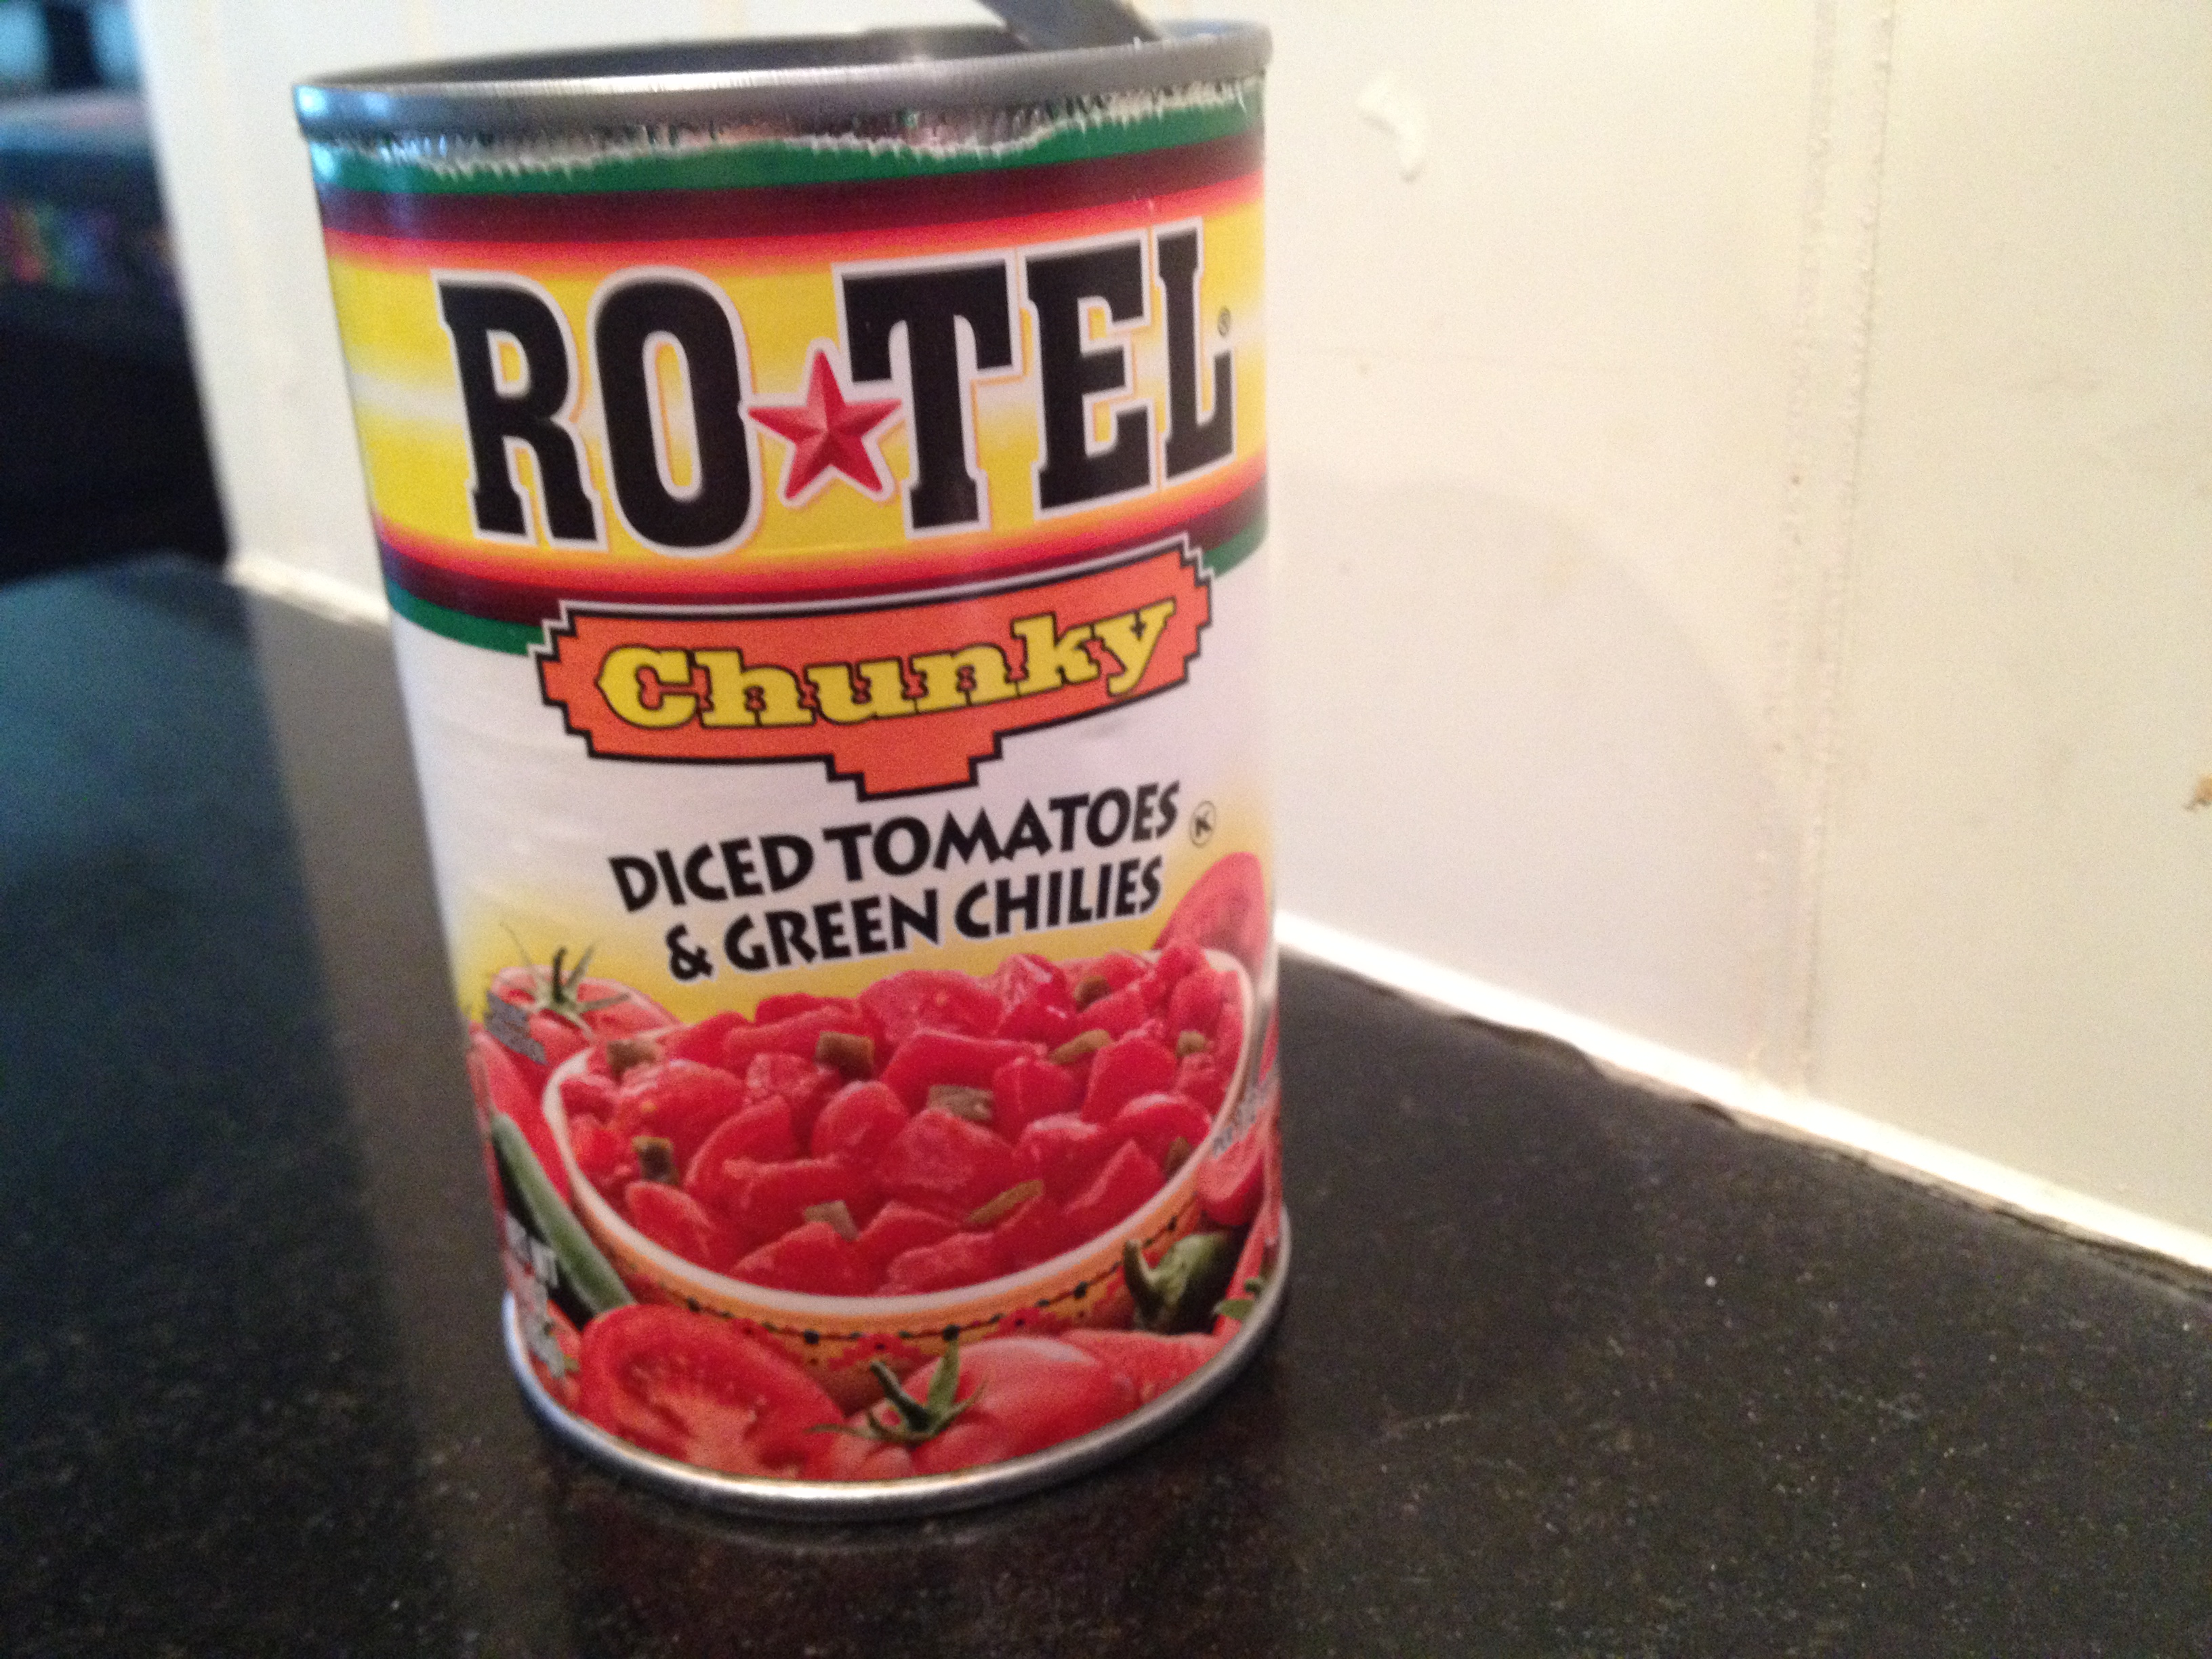 RO★TEL®
Chunky
DICED TOMATOES
& GREEN CHILIES
K